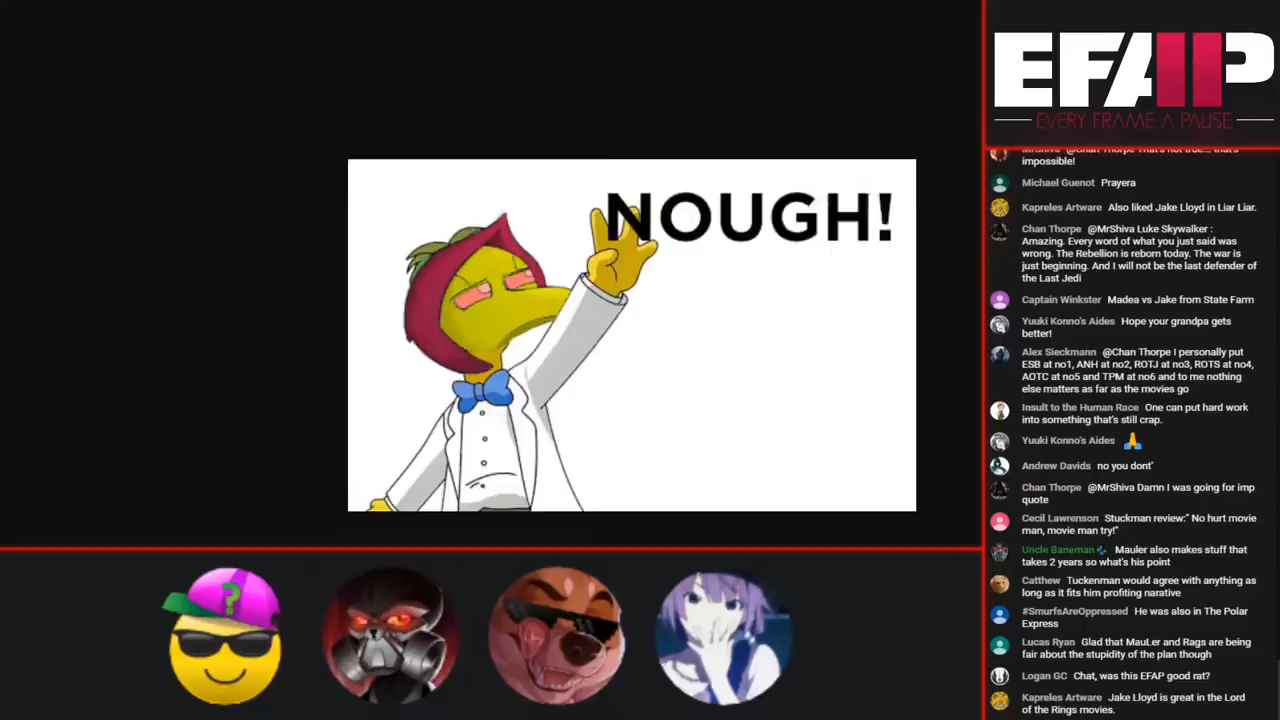 NOUGH!
EFAP
EVERY FRAME A PAUSE
MrShiva @Chan Thorpe That's not true... that's
impossible!
Michael Guenot Prayera
Kapreles Artware Also liked Jake Lloyd in Liar Liar.
Chan Thorpe @MrShiva Luke Skywalker :
Amazing. Every word of what you just said was
wrong. The Rebellion is reborn today. The war is
just beginning. And I will not be the last defender of
the Last Jedi
Captain Winkster Madea vs Jake from State Farm
Yuuki Konno's Aides Hope your grpdpa gets
better!
Alex Sieckmann @Chan Thorpe I personally put
ESB at no1, ANH at no2, ROTJ at no3, ROTS at no4,
AOTC at no5 and TPM at no6 and to me nothing
else matters as far as the movies go
Insult to the Human Race One can put hard work
into something that's still crap.
Yuuki Konno's Aides 🙏
Andrew Davids no you dont'
Chan Thorpe @MrShiva Damn I was going for imp
quote
Cecil Lawrenson Stuckman review:" No hurt movie
man, movie man try!"
Uncle Baneman Mauler also makes stuff that
takes 2 years so what's his point
Catthew Tuckenman would agree with anything as
long as it fits him profiting narative
#SmurfsAreOppressed He was also in The Polar
Express
Lucas Ryan Glad that MauLer and Rags are being
fair about the stupidity of the plan though
Logan GC Chat, was this EFAP good rat?
Kapreles Artware Jake Lloyd is great in the Lord
of the Rings movies.